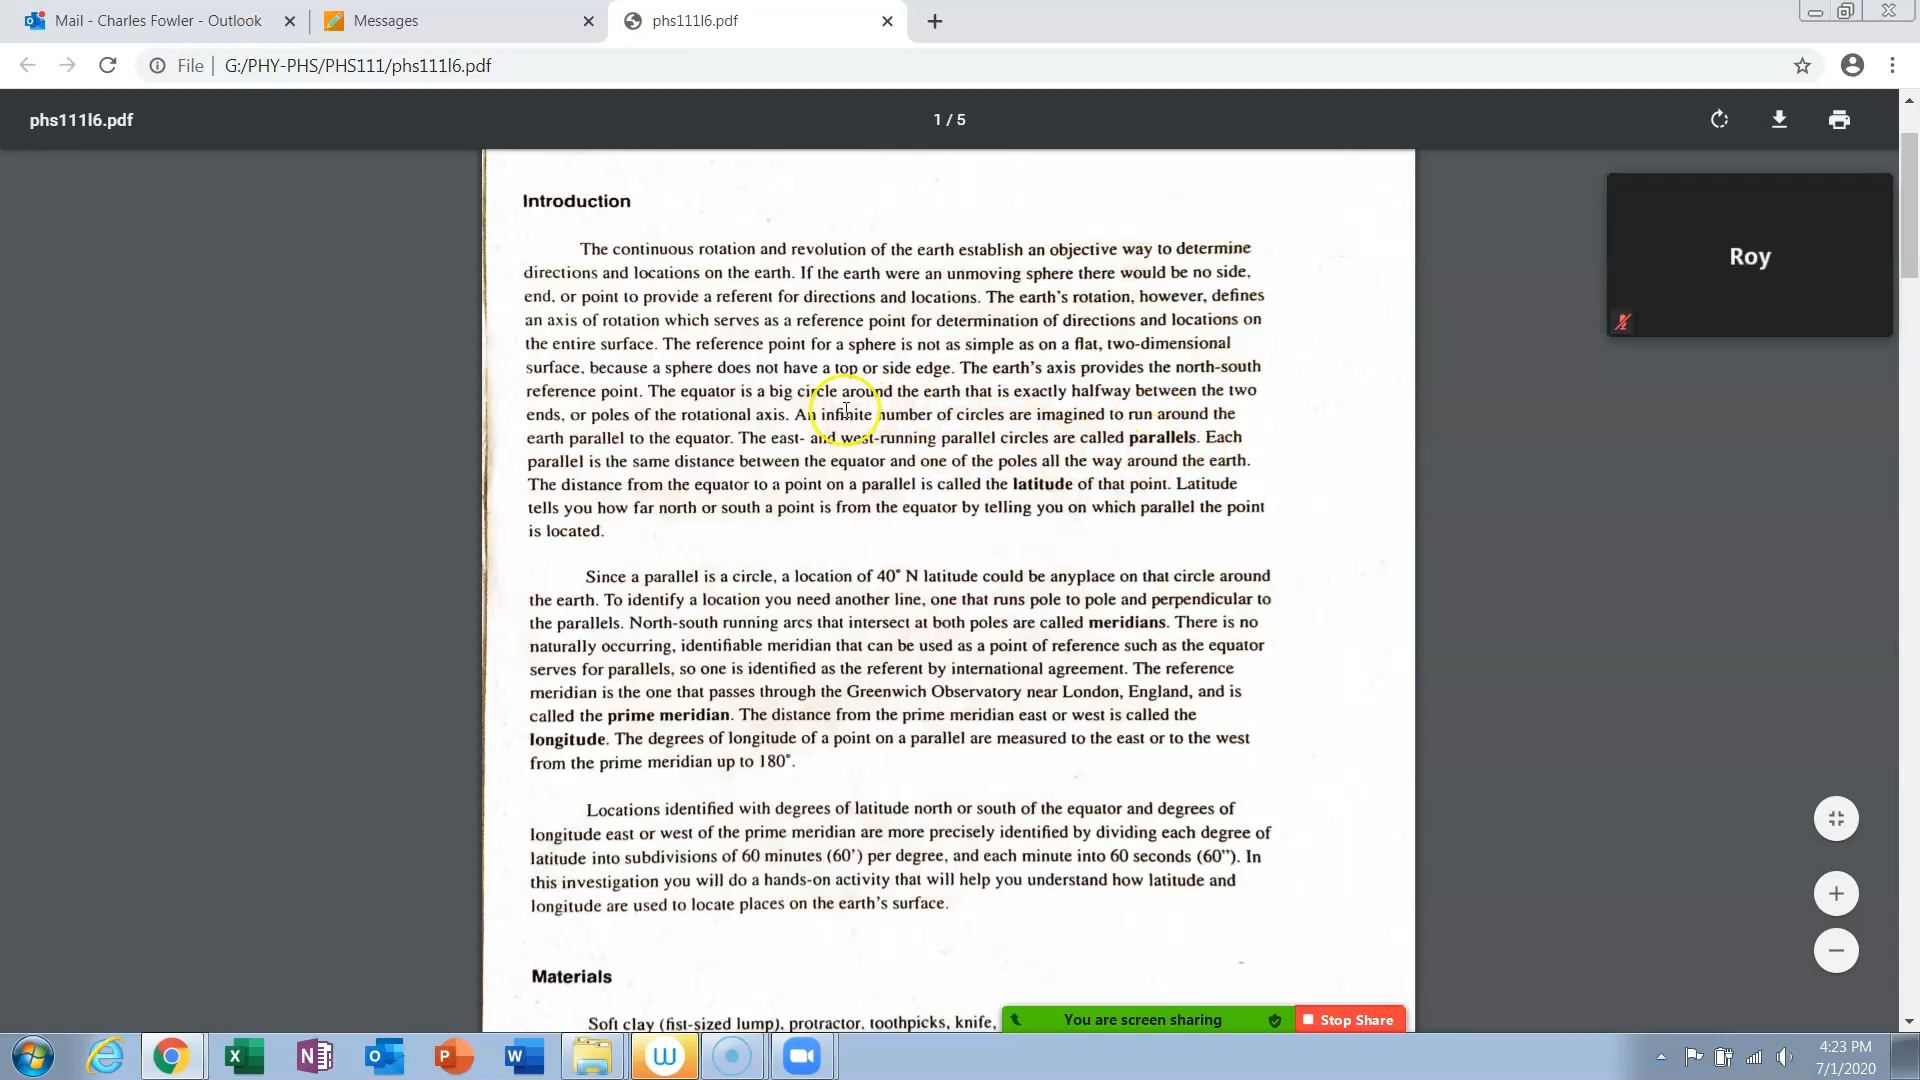 Mail - Charles Fowler - Outlook
Messages
phs111l6.pdf
File
G:/PHY-PHS/PHS111/phs111l6.pdf
phs111l6.pdf
1 / 5
Roy
Introduction
The continuous rotation and revolution of the earth establish an objective way to determine
directions and locations on the earth. If the earth were an unmoving sphere there would be no side,
end, or point to provide a referent for directions and locations. The earth's rotation, however, defines
an axis of rotation which serves as a reference point for determination of directions and locations on
the entire surface. The reference point for a sphere is not as simple as on a flat, two-dimensional
surface, because a sphere does not have a top or side edge. The earth's axis provides the north-south
reference point. The equator is a big circle around the earth that is exactly halfway between the two
ends, or poles of the rotational axis. An infinite number of circles are imagined to run around the
earth parallel to the equator. The east- and west-running parallel circles are called parallels. Each
parallel is the same distance between the equator and one of the poles all the way around the earth.
The distance from the equator to a point on a parallel is called the latitude of that point. Latitude
tells you how far north or south a point is from the equator by telling you on which parallel the point
is located.
Since a parallel is a circle, a location of 40° N latitude could be anyplace on that circle around
the earth. To identify a location you need another line, one that runs pole to pole and perpendicular to
the parallels. North-south running arcs that intersect at both poles are called meridians. There is no
naturally occurring, identifiable meridian that can be used as a point of reference such as the equator
serves for parallels, so one is identified as the referent by international agreement. The reference
meridian is the one that passes through the Greenwich Observatory near London, England, and is
called the prime meridian. The distance from the prime meridian east or west is called the
longitude. The degrees of longitude of a point on a parallel are measured to the east or to the west
from the prime meridian up to 180°.
Locations identified with degrees of latitude north or south of the equator and degrees of
longitude east or west of the prime meridian are more precisely identified by dividing each degree of
latitude into subdivisions of 60 minutes (60') per degree, and each minute into 60 seconds (60"). In
this investigation you will do a hands-on activity that will help you understand how latitude and
longitude are used to locate places on the earth's surface.
Materials
Soft clay (fist-sized lump), protractor, toothpicks, knife,
You are screen sharing
Stop Share
4:23 PM
7/1/2020